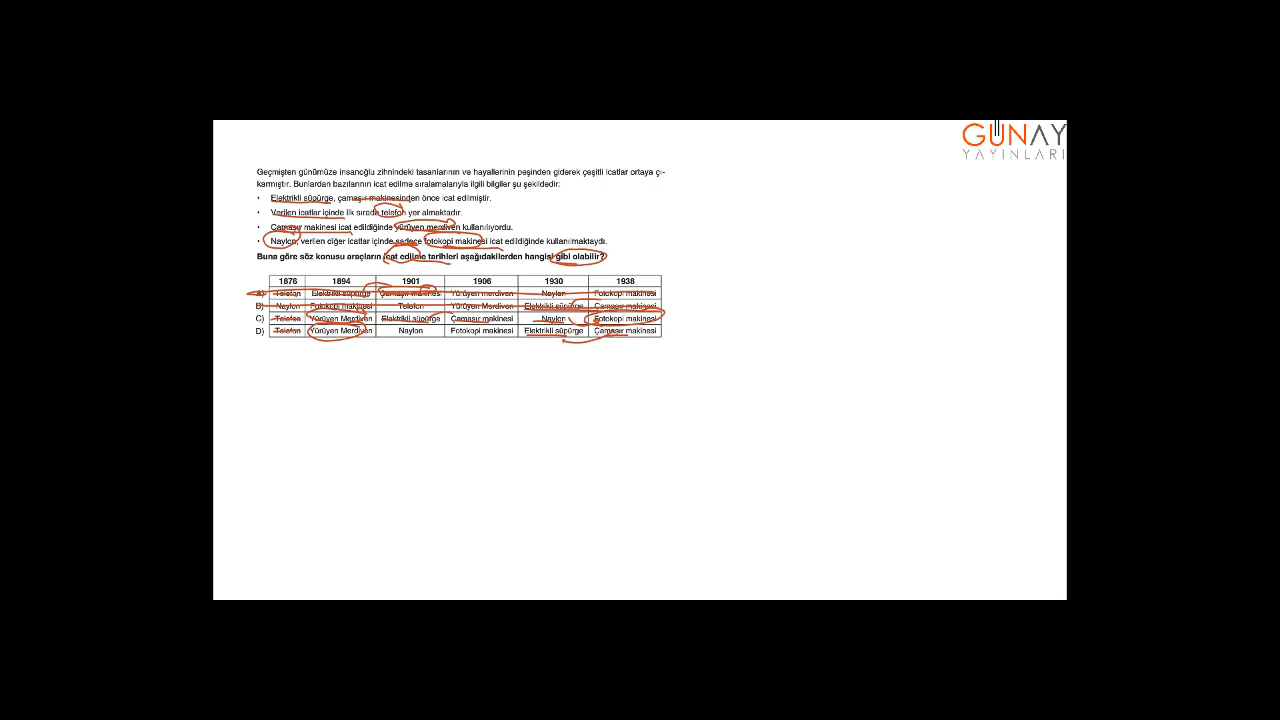 GÜNAY
YAYINLARI
Geçmişten günümüze insanoğlu zihnindeki tasarılarının ve hayallerinin peşinden giderek çeşitli icatlar ortaya çı-
karmıştır. Bunlardan bazılarının icat edilme sıralamalarıyla ilgili bilgiler şu şekildedir:
• Elektrikli süpürge, çamaşır makinesinden önce icat edilmiştir.
• Verilen icatlar içinde ilk sırada telefon yer almaktadır.
• Çamaşır makinesi icat edildiğinde yürüyen merdiven kullanılıyordu.
• Naylon, verilen diğer icatlar içinde sadece fotokopi makinesi icat edildiğinde kullanılmaktaydı.
Buna göre söz konusu araçların icat edilme tarihleri aşağıdakilerden hangisi gibi olabilir?
1876 1894 1901 1906 1930 1938
A) Telefon Elektrikli süpürge Çamaşır makinesi Yürüyen merdiven Naylon Fotokopi makinesi
B) Naylon Fotokopi makinesi Telefon Yürüyen Merdiven Elektrikli süpürge Çamaşır makinesi
C) Telefon Yürüyen Merdiven Elektrikli süpürge Çamaşır makinesi Naylon Fotokopi makinesi
D) Telefon Yürüyen Merdiven Naylon Fotokopi makinesi Elektrikli süpürge Çamaşır makinesi